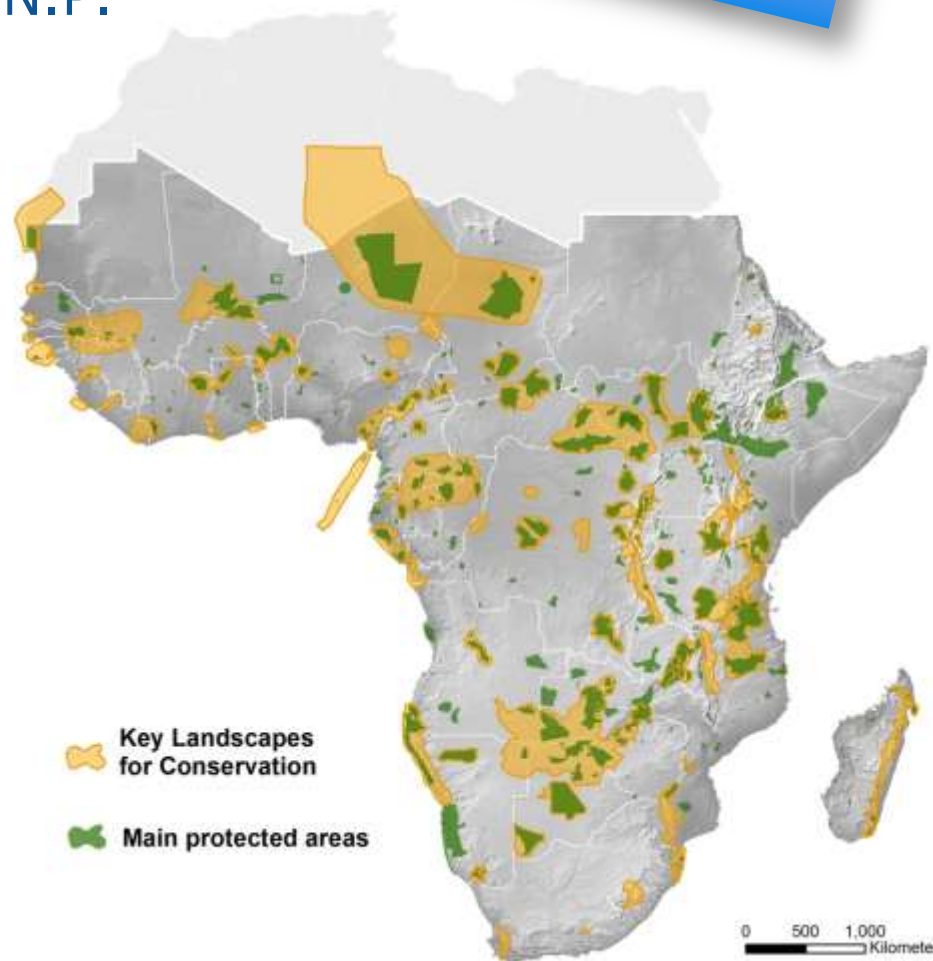 N.P.
Key Landscapes
for Conservation
Main protected areas
0 500 1,000
Kilomete